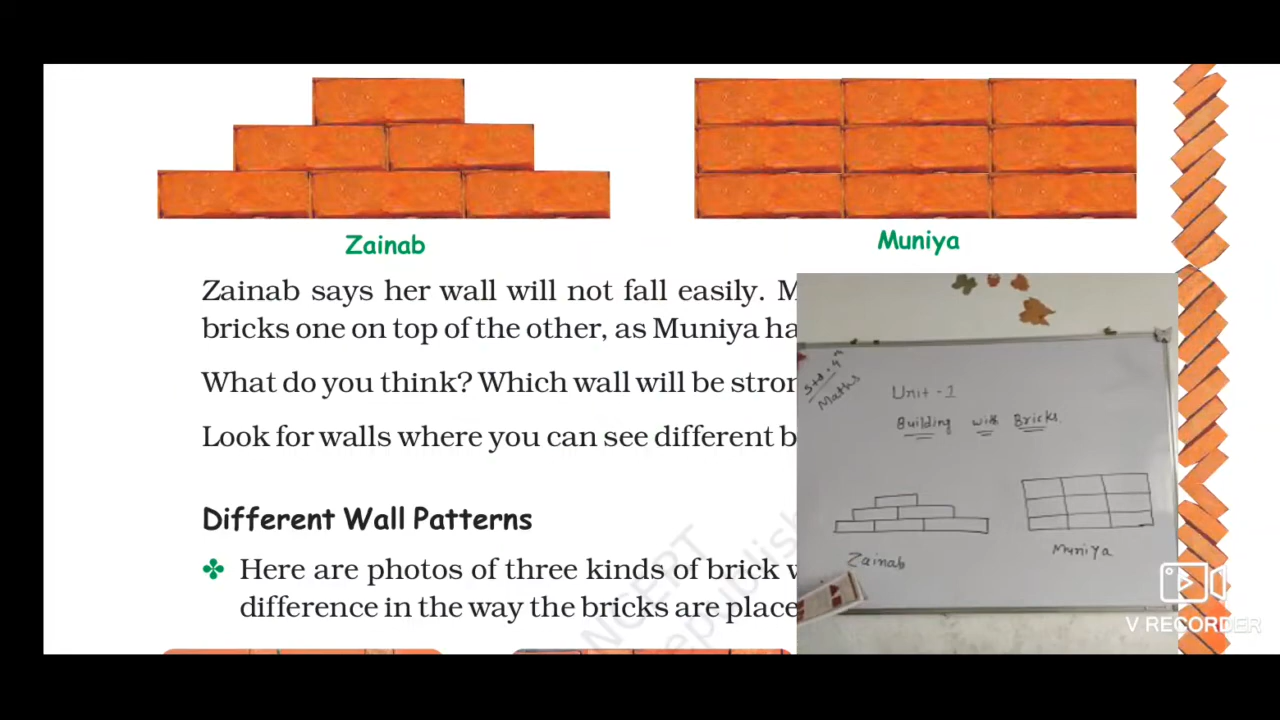 Zainab
Muniya
Zainab says her wall will not fall easily. M
bricks one on top of the other, as Muniya ha
What do you think? Which wall will be stron
Look for walls where you can see different b
Different Wall Patterns
Here are photos of three kinds of brick w
difference in the way the bricks are place
Std - 4th
Maths
Unit - 1
Building with Bricks.
Zainab
Muniya
V RECORDER
NCERT
republish